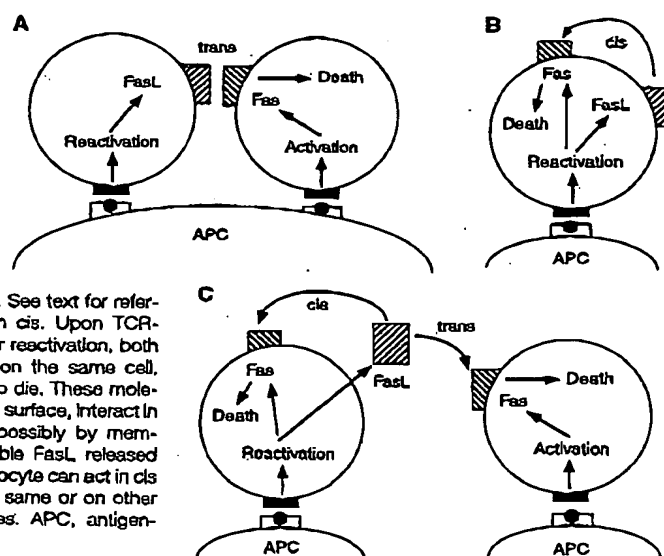 A
trans
FasL
Death
Fas
Reactivation
Activation
APC
B
cis
Fas
FasL
Death
Reactivation
APC
. See text for refer-
n cis. Upon TCR-
r reactivation, both
on the same cell,
o die. These mole-
surface, interact in
possibly by mem-
ble FasL released
ocyte can act in cis
same or on other
es. APC, antigen-
C
cis
trans
Fas
FasL
Death
Reactivation
APC
Death
Fas
Activation
APC